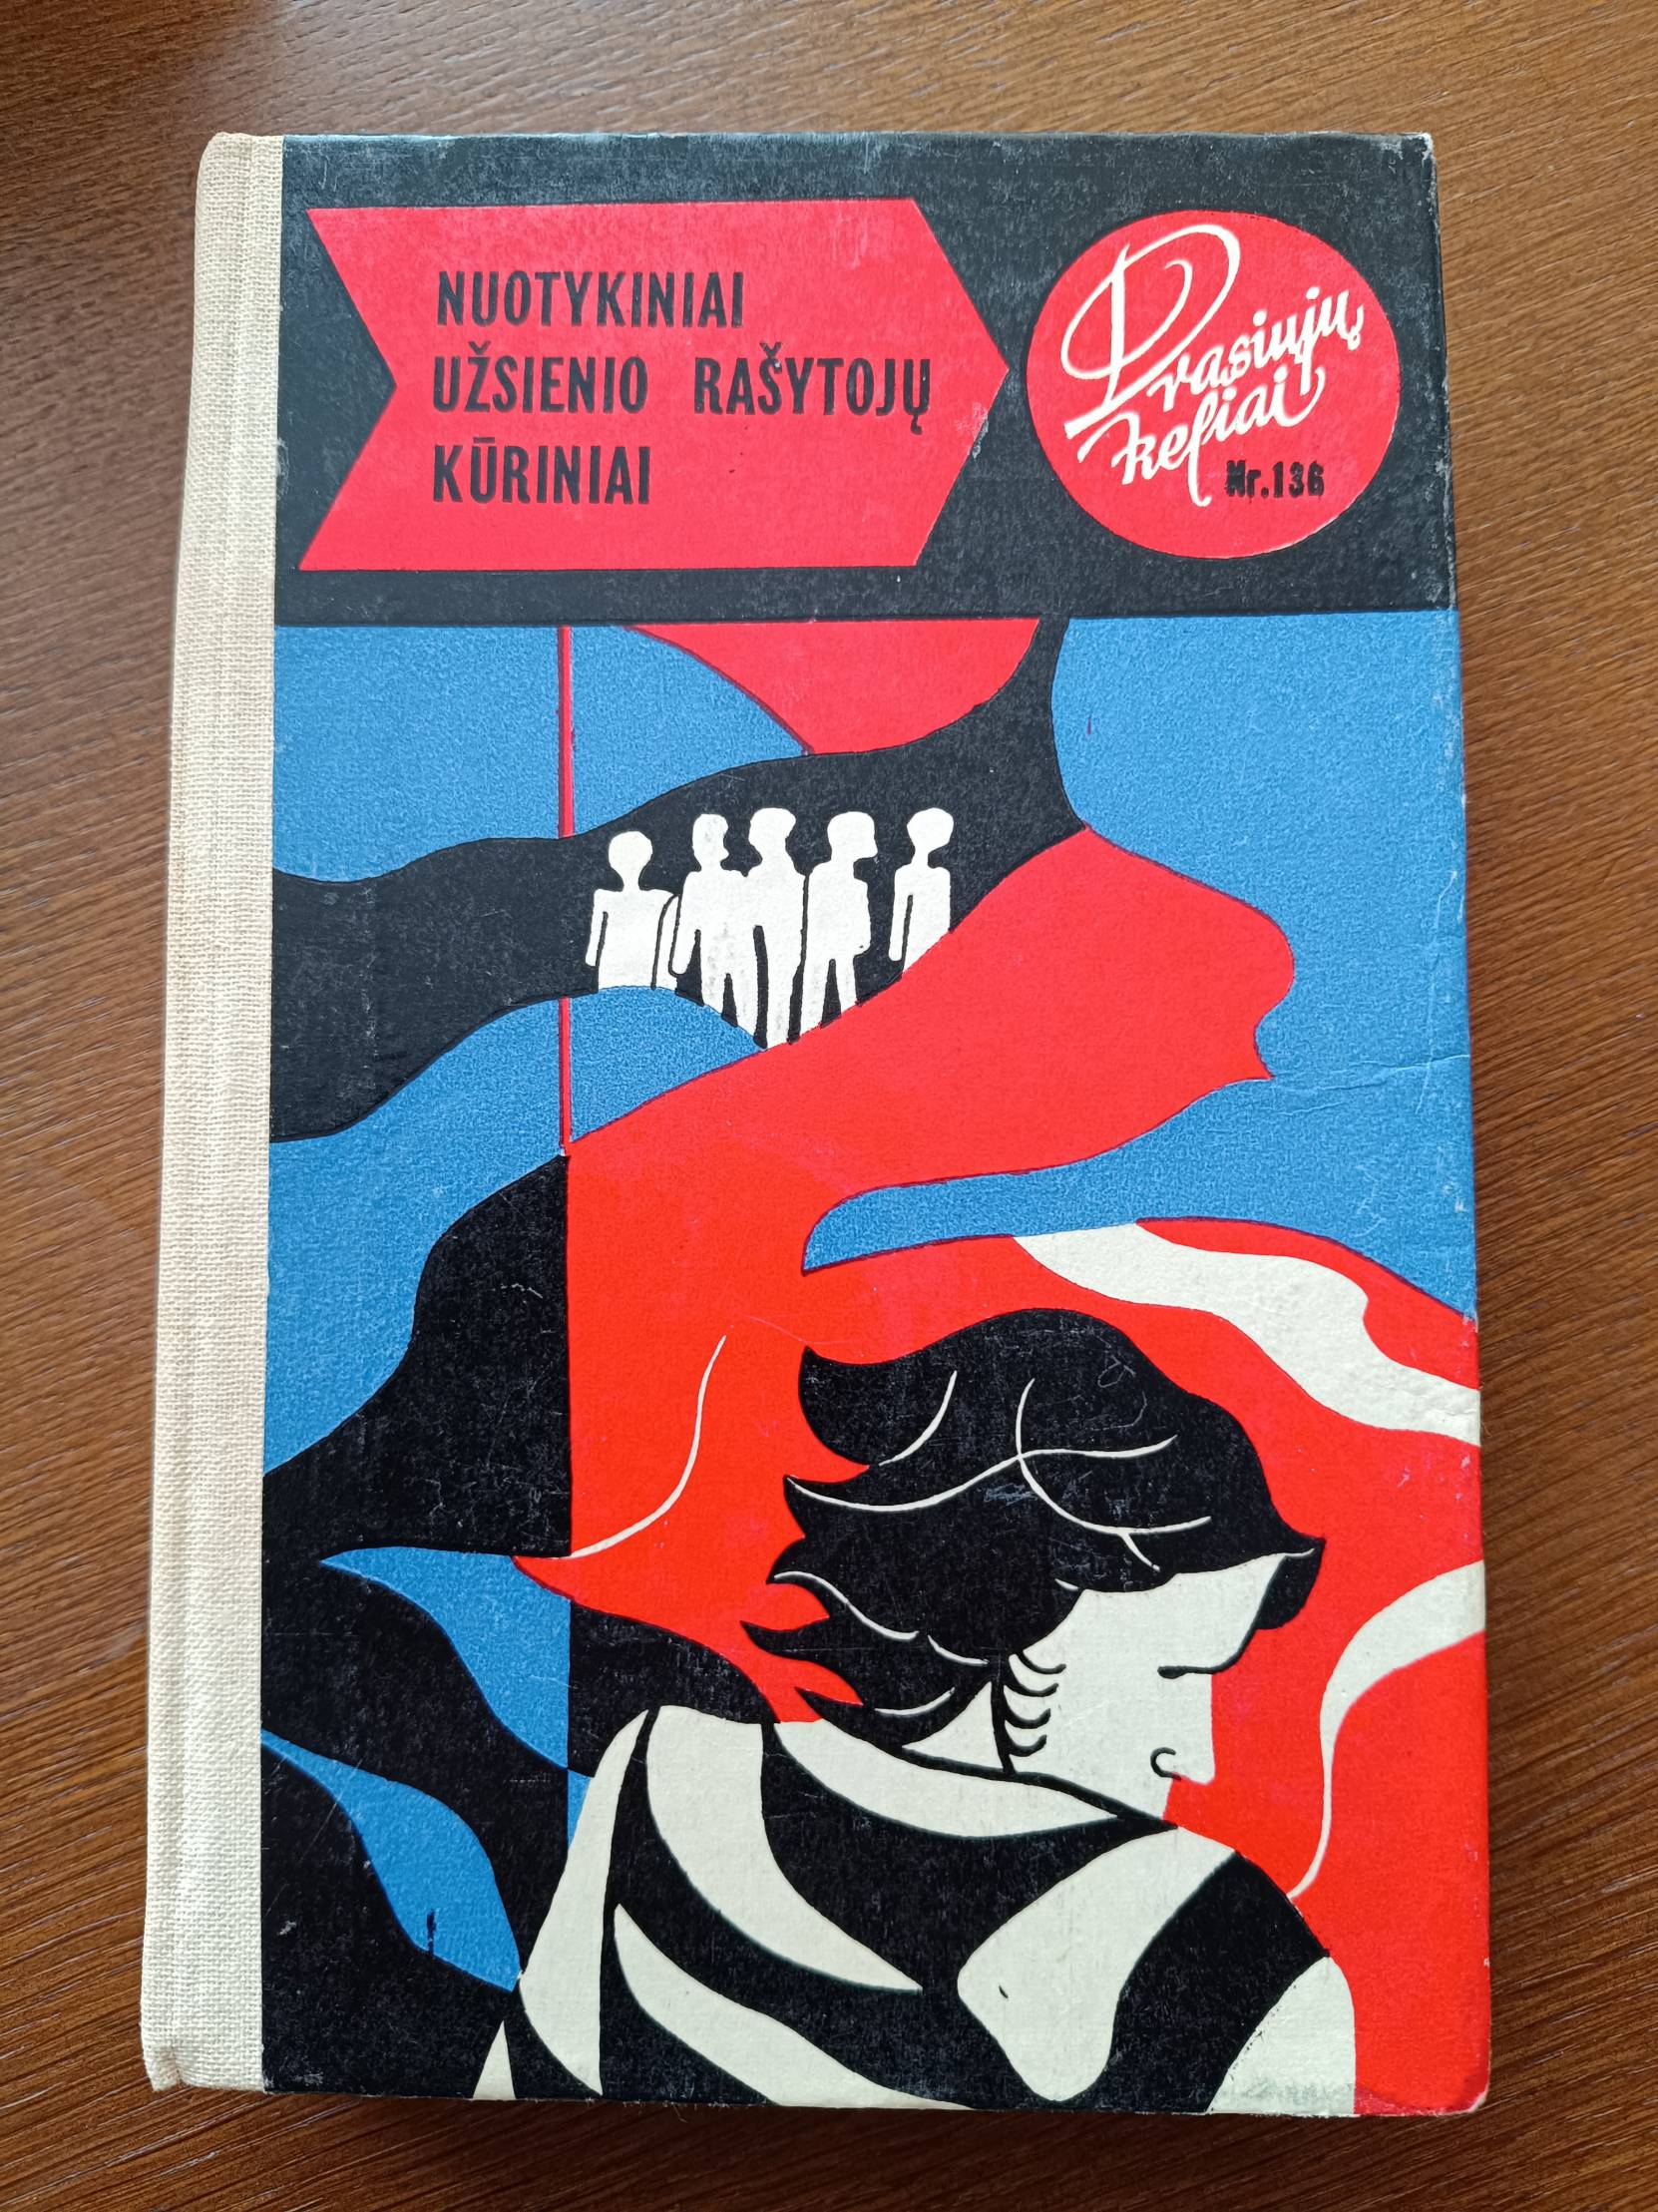 NUOTYKINIAI
UŽSIENIO RAŠYTOJŲ
KŪRINIAI
Drąsiųjų
keliai
Nr.136